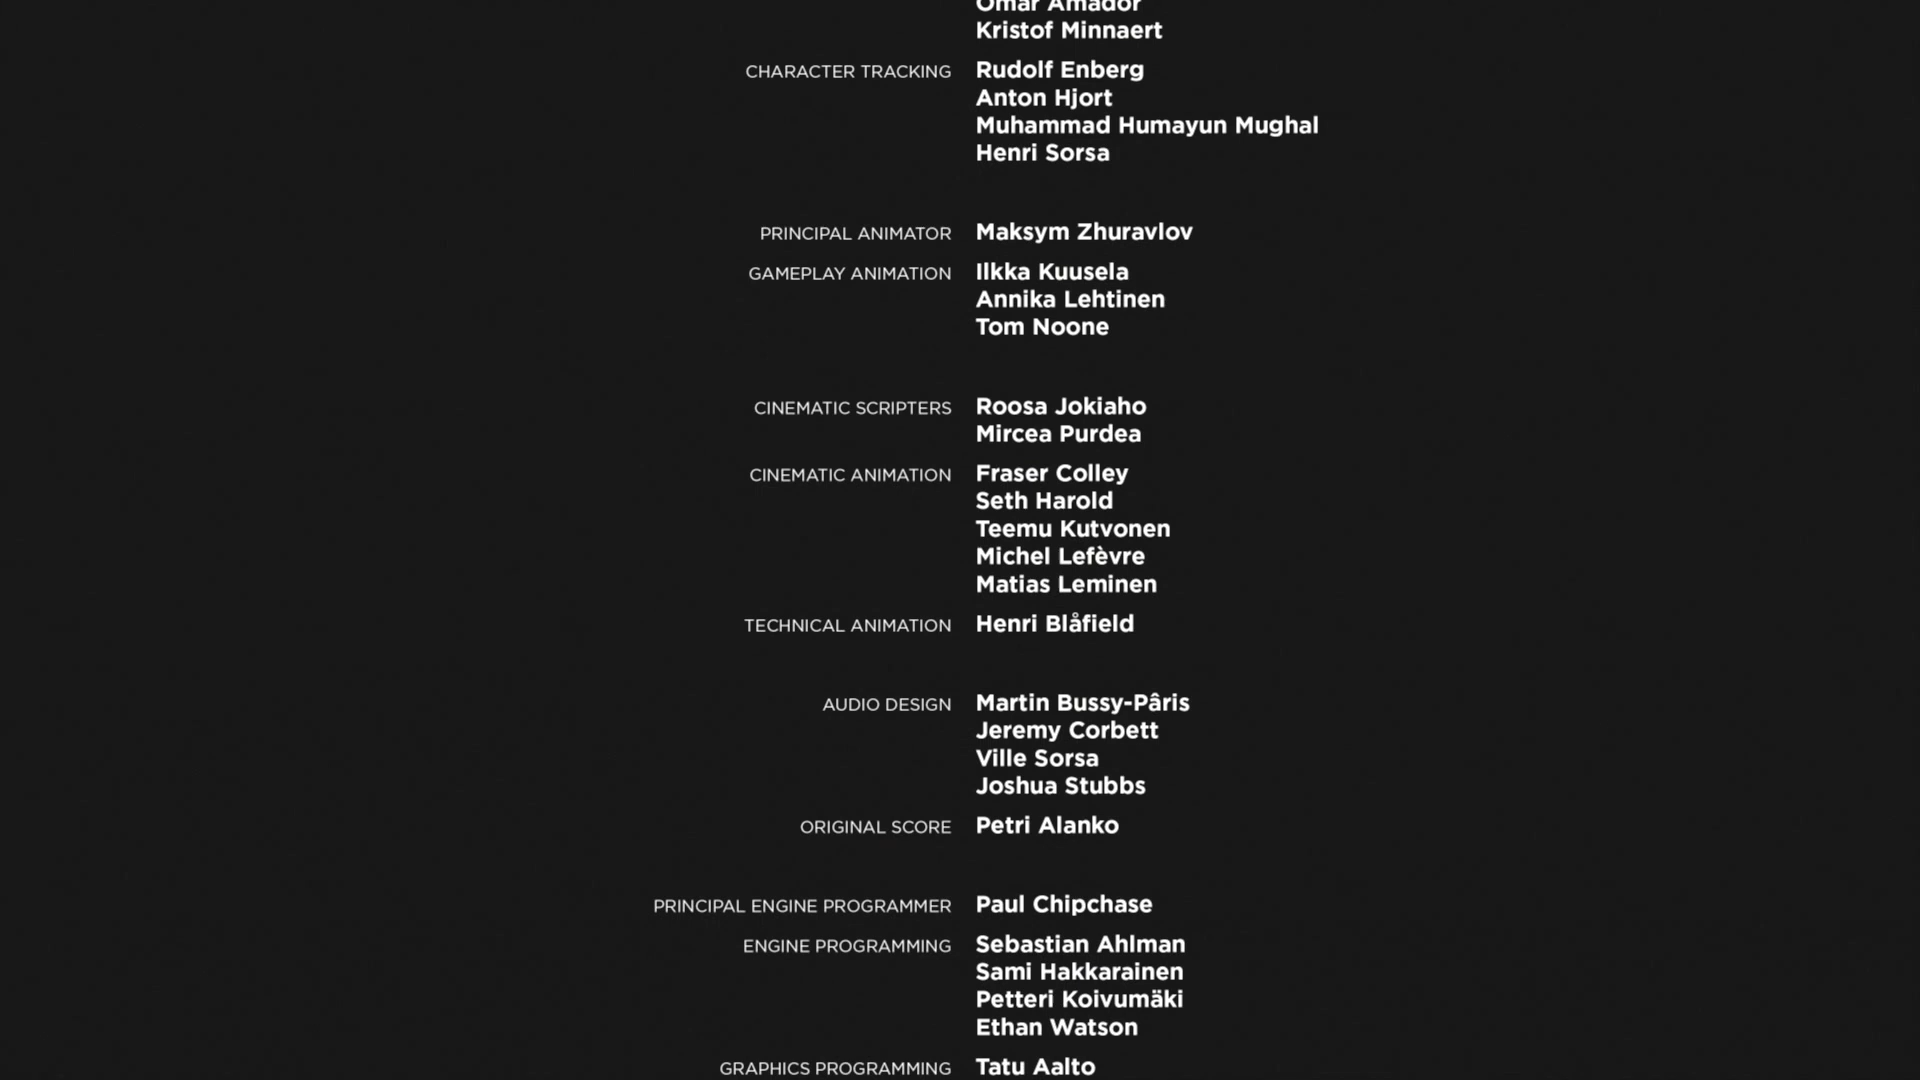 Omar Amador
Kristof Minnaert
CHARACTER TRACKING Rudolf Enberg
Anton Hjort
Muhammad Humayun Mughal
Henri Sorsa
PRINCIPAL ANIMATOR Maksym Zhuravlov
GAMEPLAY ANIMATION Ilkka Kuusela
Annika Lehtinen
Tom Noone
CINEMATIC SCRIPTERS Roosa Jokiaho
Mircea Purdea
CINEMATIC ANIMATION Fraser Colley
Seth Harold
Teemu Kutvonen
Michel Lefèvre
Matias Leminen
TECHNICAL ANIMATION Henri Blåfield
AUDIO DESIGN Martin Bussy-Pâris
Jeremy Corbett
Ville Sorsa
Joshua Stubbs
ORIGINAL SCORE Petri Alanko
PRINCIPAL ENGINE PROGRAMMER Paul Chipchase
ENGINE PROGRAMMING Sebastian Ahlman
Sami Hakkarainen
Petteri Koivumäki
Ethan Watson
GRAPHICS PROGRAMMING Tatu Aalto